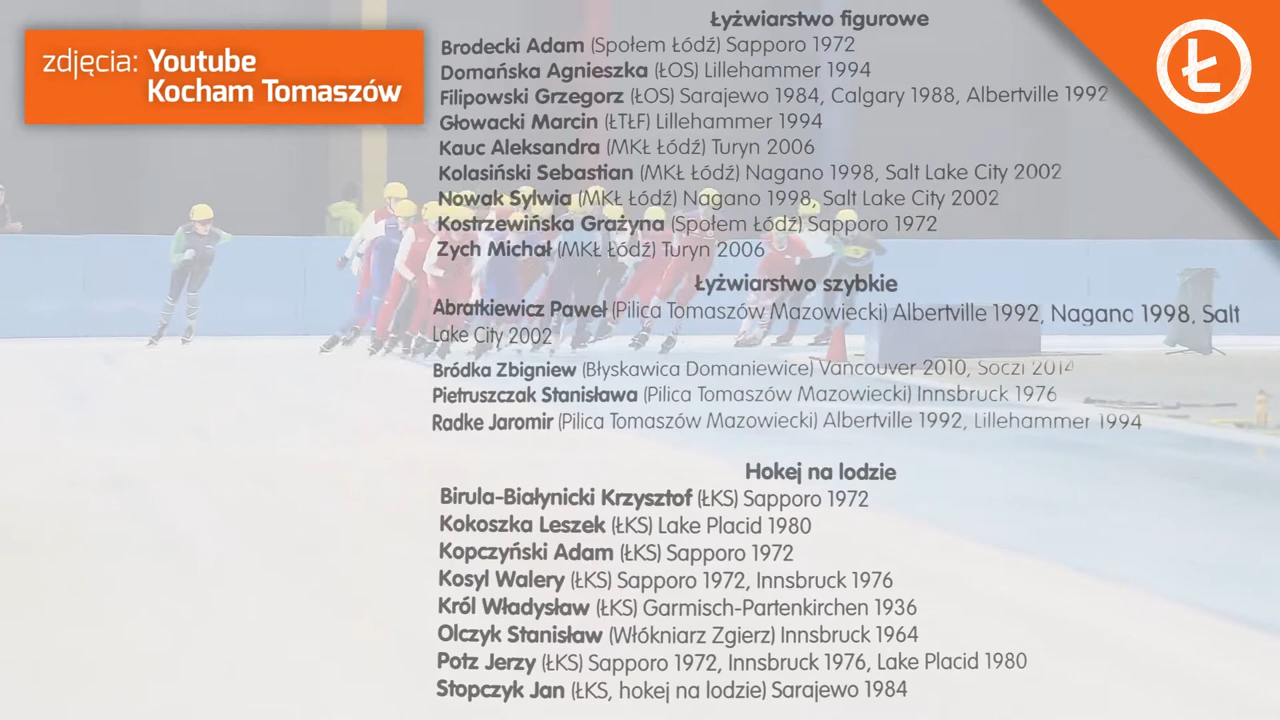 zdjęcia: Youtube
Kocham Tomaszów
Ł
Łyżwiarstwo figurowe
Brodecki Adam (Społem Łódź) Sapporo 1972
Domańska Agnieszka (ŁOS) Lillehammer 1994
Filipowski Grzegorz (ŁOS) Sarajewo 1984, Calgary 1988, Albertville 1992
Głowacki Marcin (ŁTŁF) Lillehammer 1994
Kauc Aleksandra (MKŁ Łódź) Turyn 2006
Kolasiński Sebastian (MKŁ Łódź) Nagano 1998, Salt Lake City 2002
Nowak Sylwia (MKŁ Łódź) Nagano 1998, Salt Lake City 2002
Kostrzewińska Grażyna (Społem Łódź) Sapporo 1972
Zych Michał (MKŁ Łódź) Turyn 2006
Łyżwiarstwo szybkie
Abratkiewicz Paweł (Pilica Tomaszów Mazowiecki) Albertville 1992, Nagano 1998, Salt
Lake City 2002
Bródka Zbigniew (Błyskawica Domaniewice) Vancouver 2010, Soczi 2014
Pietruszczak Stanisława (Pilica Tomaszów Mazowiecki) Innsbruck 1976
Radke Jaromir (Pilica Tomaszów Mazowiecki) Albertville 1992, Lillehammer 1994
Hokej na lodzie
Birula-Białynicki Krzysztof (ŁKS) Sapporo 1972
Kokoszka Leszek (ŁKS) Lake Placid 1980
Kopczyński Adam (ŁKS) Sapporo 1972
Kosyl Walery (ŁKS) Sapporo 1972, Innsbruck 1976
Król Władysław (ŁKS) Garmisch-Partenkirchen 1936
Olczyk Stanisław (Włókniarz Zgierz) Innsbruck 1964
Potz Jerzy (ŁKS) Sapporo 1972, Innsbruck 1976, Lake Placid 1980
Stopczyk Jan (ŁKS, hokej na lodzie) Sarajewo 1984